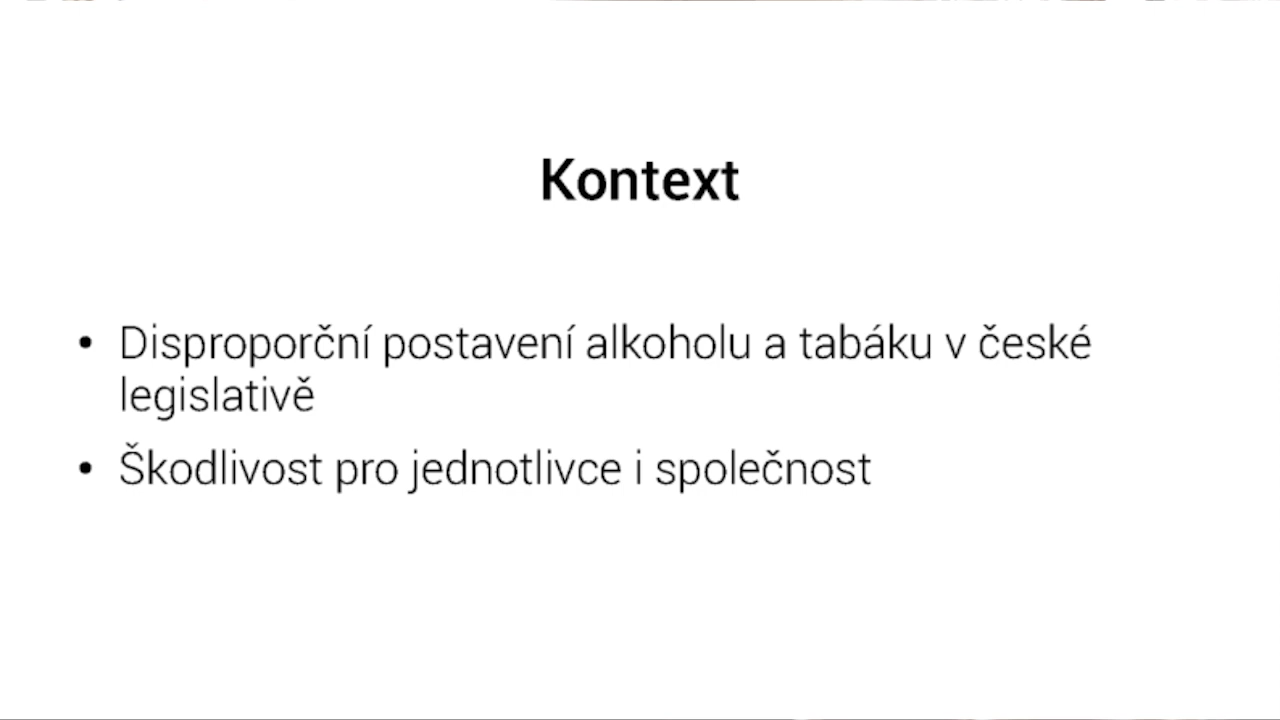 Kontext
• Disproporční postavení alkoholu a tabáku v české
legislativě
• Škodlivost pro jednotlivce i společnost